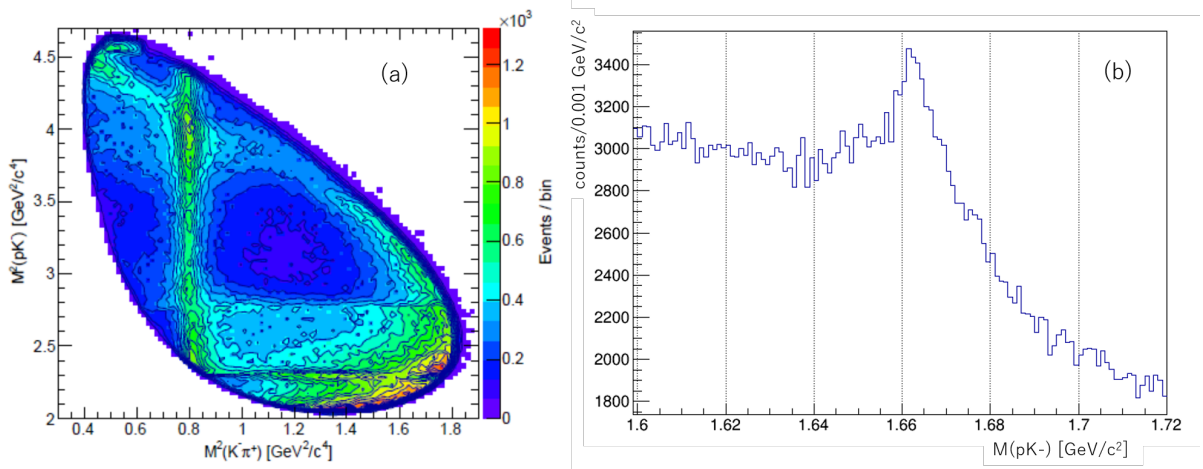 ×10³
(a)
4.5
4
3.5
3
2.5
2
M²(pK⁻) [GeV²/c⁴]
0.4 0.6 0.8 1.0 1.2 1.4 1.6 1.8
M²(K⁻π⁺) [GeV²/c⁴]
1.2
1
0.8
0.6
0.4
0.2
0
Events / bin
(b)
counts/0.001 GeV/c²
3400
3200
3000
2800
2600
2400
2200
2000
1800
1.6 1.62 1.64 1.66 1.68 1.7 1.72
M(pK-) [GeV/c²]